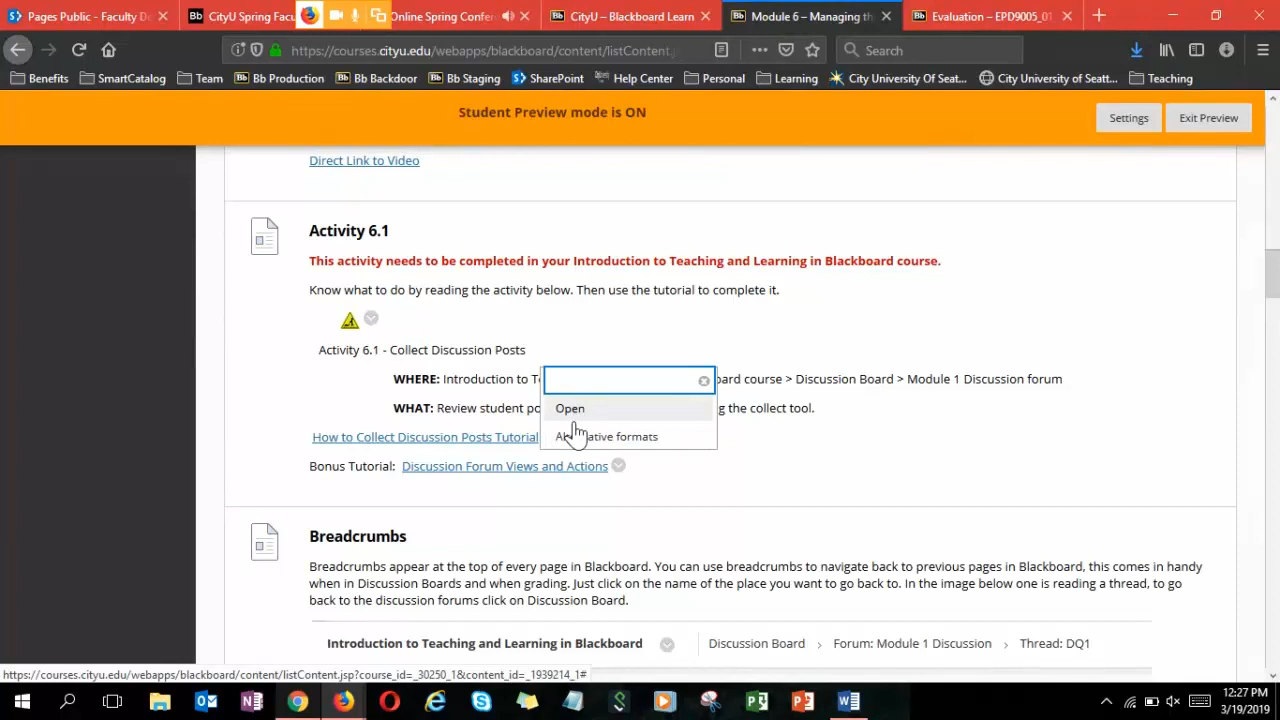 Pages Public - Faculty D
CityU Spring Facu
Online Spring Confer
CityU – Blackboard Learn
Module 6 – Managing th
Evaluation – EPD9005_01
https://courses.cityu.edu/webapps/blackboard/content/listContent.
Search
Benefits
SmartCatalog
Team
Bb Production
Bb Backdoor
Bb Staging
SharePoint
Help Center
Personal
Learning
City University Of Seat...
City University of Seatt...
Teaching
Student Preview mode is ON
Settings
Exit Preview
Direct Link to Video
Activity 6.1
This activity needs to be completed in your Introduction to Teaching and Learning in Blackboard course.
Know what to do by reading the activity below. Then use the tutorial to complete it.
Activity 6.1 - Collect Discussion Posts
WHERE: Introduction to T board course > Discussion Board > Module 1 Discussion forum
WHAT: Review student po g the collect tool.
Open
How to Collect Discussion Posts Tutorial
native formats
Bonus Tutorial: Discussion Forum Views and Actions
Breadcrumbs
Breadcrumbs appear at the top of every page in Blackboard. You can use breadcrumbs to navigate back to previous pages in Blackboard, this comes in handy
when in Discussion Boards and when grading. Just click on the name of the place you want to go back to. In the image below one is reading a thread, to go
back to the discussion forums click on Discussion Board.
Introduction to Teaching and Learning in Blackboard
Discussion Board > Forum: Module 1 Discussion > Thread: DQ1
https://courses.cityu.edu/webapps/blackboard/content/listContent.jsp?course_id=_30250_1&content_id=_1939214_1#
12:27 PM
3/19/2019